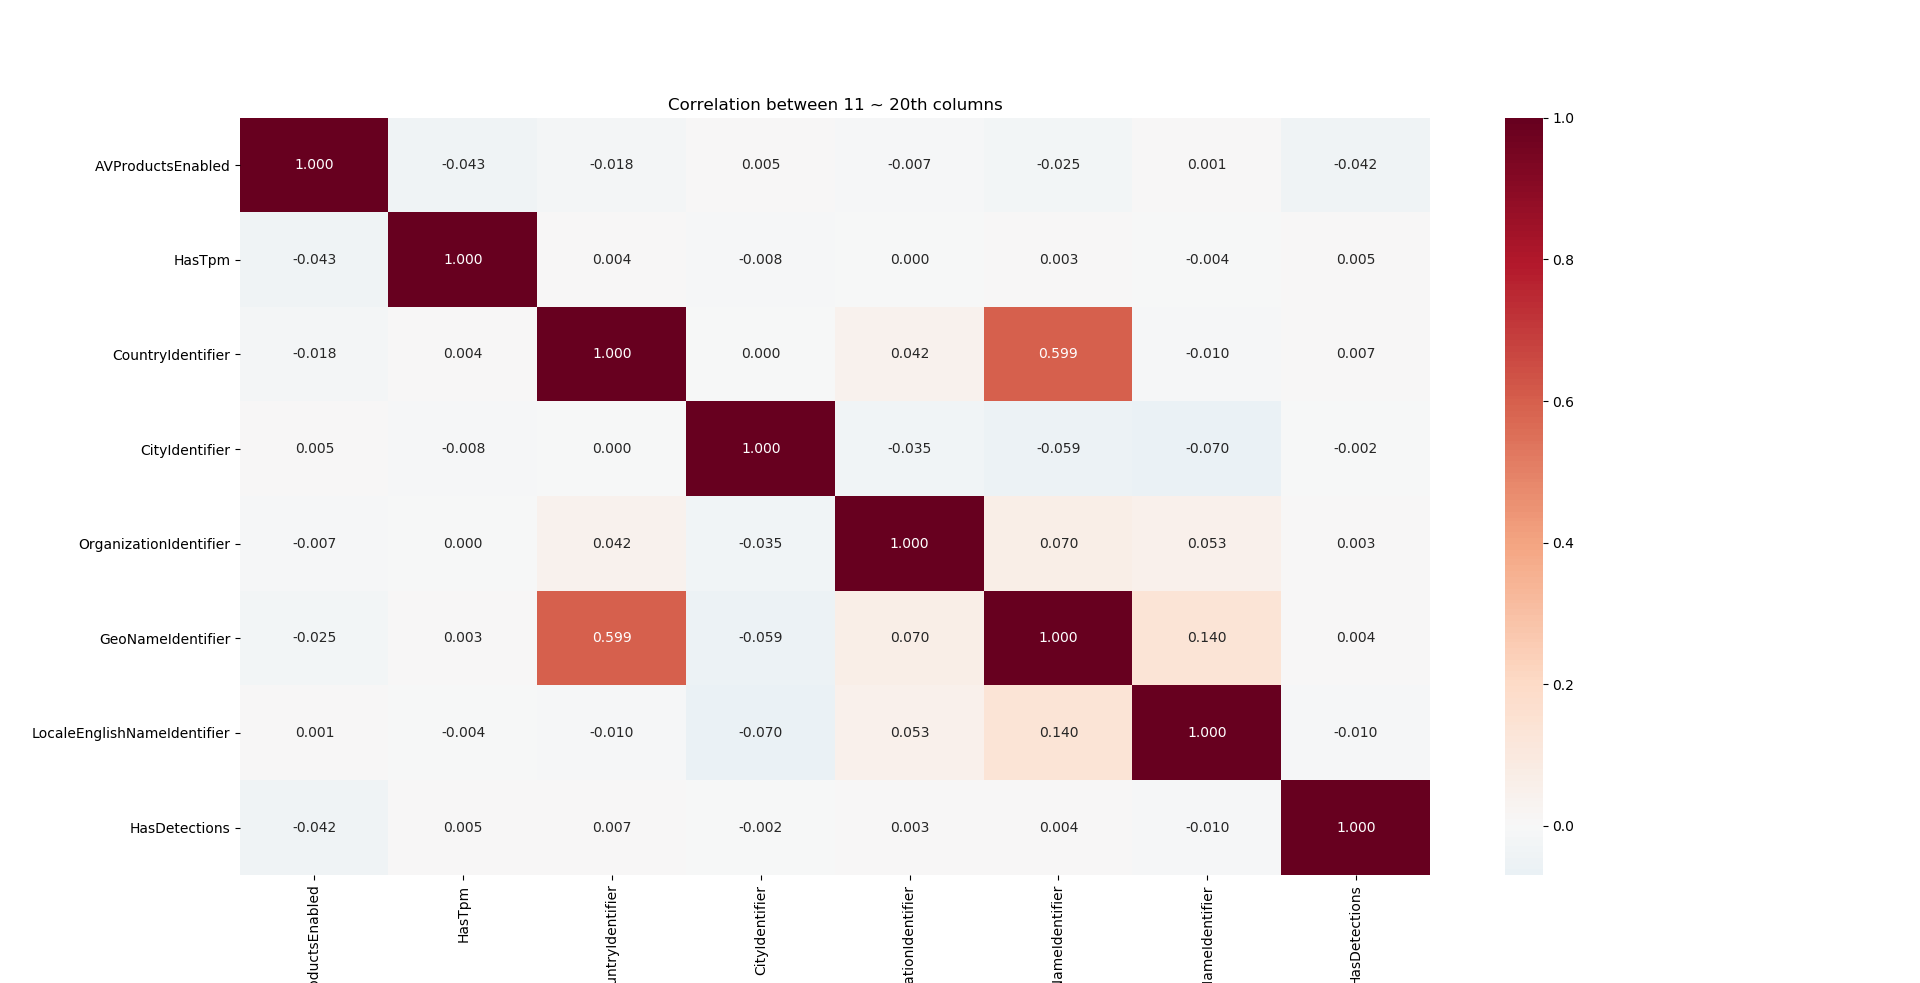 Correlation between 11 ~ 20th columns
AVProductsEnabled 1.000 -0.043 -0.018 0.005 -0.007 -0.025 0.001 -0.042
HasTpm -0.043 1.000 0.004 -0.008 0.000 0.003 -0.004 0.005
CountryIdentifier -0.018 0.004 1.000 0.000 0.042 0.599 -0.010 0.007
CityIdentifier 0.005 -0.008 0.000 1.000 -0.035 -0.059 -0.070 -0.002
OrganizationIdentifier -0.007 0.000 0.042 -0.035 1.000 0.070 0.053 0.003
GeoNameIdentifier -0.025 0.003 0.599 -0.059 0.070 1.000 0.140 0.004
LocaleEnglishNameIdentifier 0.001 -0.004 -0.010 -0.070 0.053 0.140 1.000 -0.010
HasDetections -0.042 0.005 0.007 -0.002 0.003 0.004 -0.010 1.000
oductsEnabled
HasTpm
untryIdentifier
CityIdentifier
ationIdentifier
NameIdentifier
NameIdentifier
HasDetections
1.0
0.8
0.6
0.4
0.2
0.0